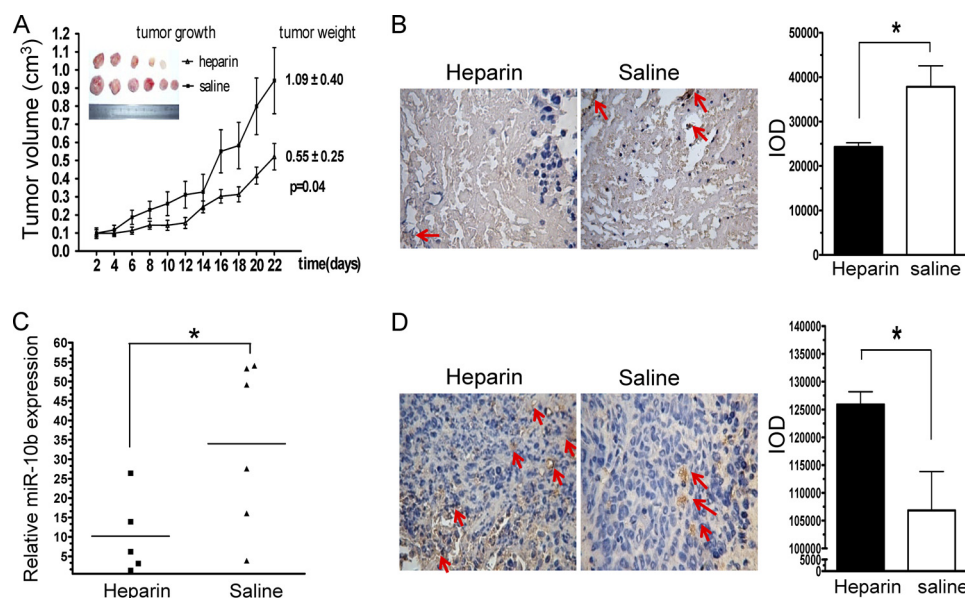 A
tumor growth
tumor weight
heparin
saline
1.09 ± 0.40
0.55 ± 0.25
p=0.04
Tumor volume (cm³)
1.2
1.1
1.0
0.9
0.8
0.7
0.6
0.5
0.4
0.3
0.2
0.1
0.0
2 4 6 8 10 12 14 16 18 20 22 time(days)
B
Heparin Saline
*
IOD
50000
40000
30000
20000
10000
0
Heparin saline
C
*
Relative miR-10b expression
60
55
50
45
40
35
30
25
20
15
10
5
Heparin Saline
D
Heparin Saline
*
IOD
140000
135000
130000
125000
120000
115000
110000
105000
100000
5000
0
Heparin saline